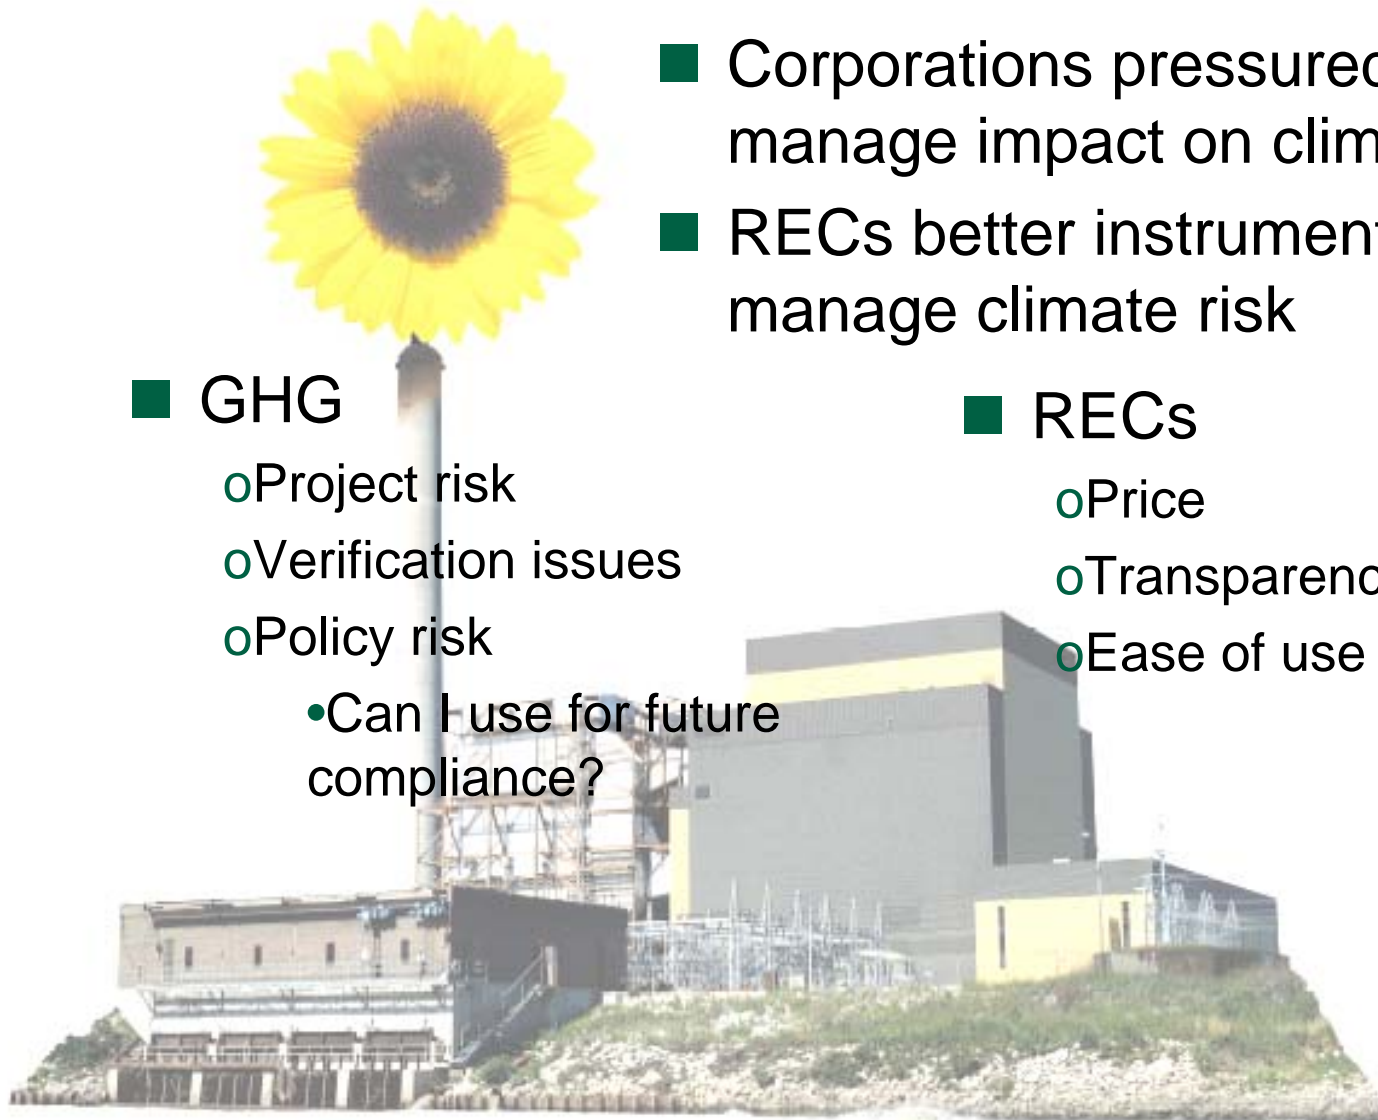 ■ Corporations pressured
manage impact on clim
■ RECs better instrument
manage climate risk
■ GHG
oProject risk
oVerification issues
oPolicy risk
•Can I use for future
compliance?
■ RECs
oPrice
oTransparenc
oEase of use